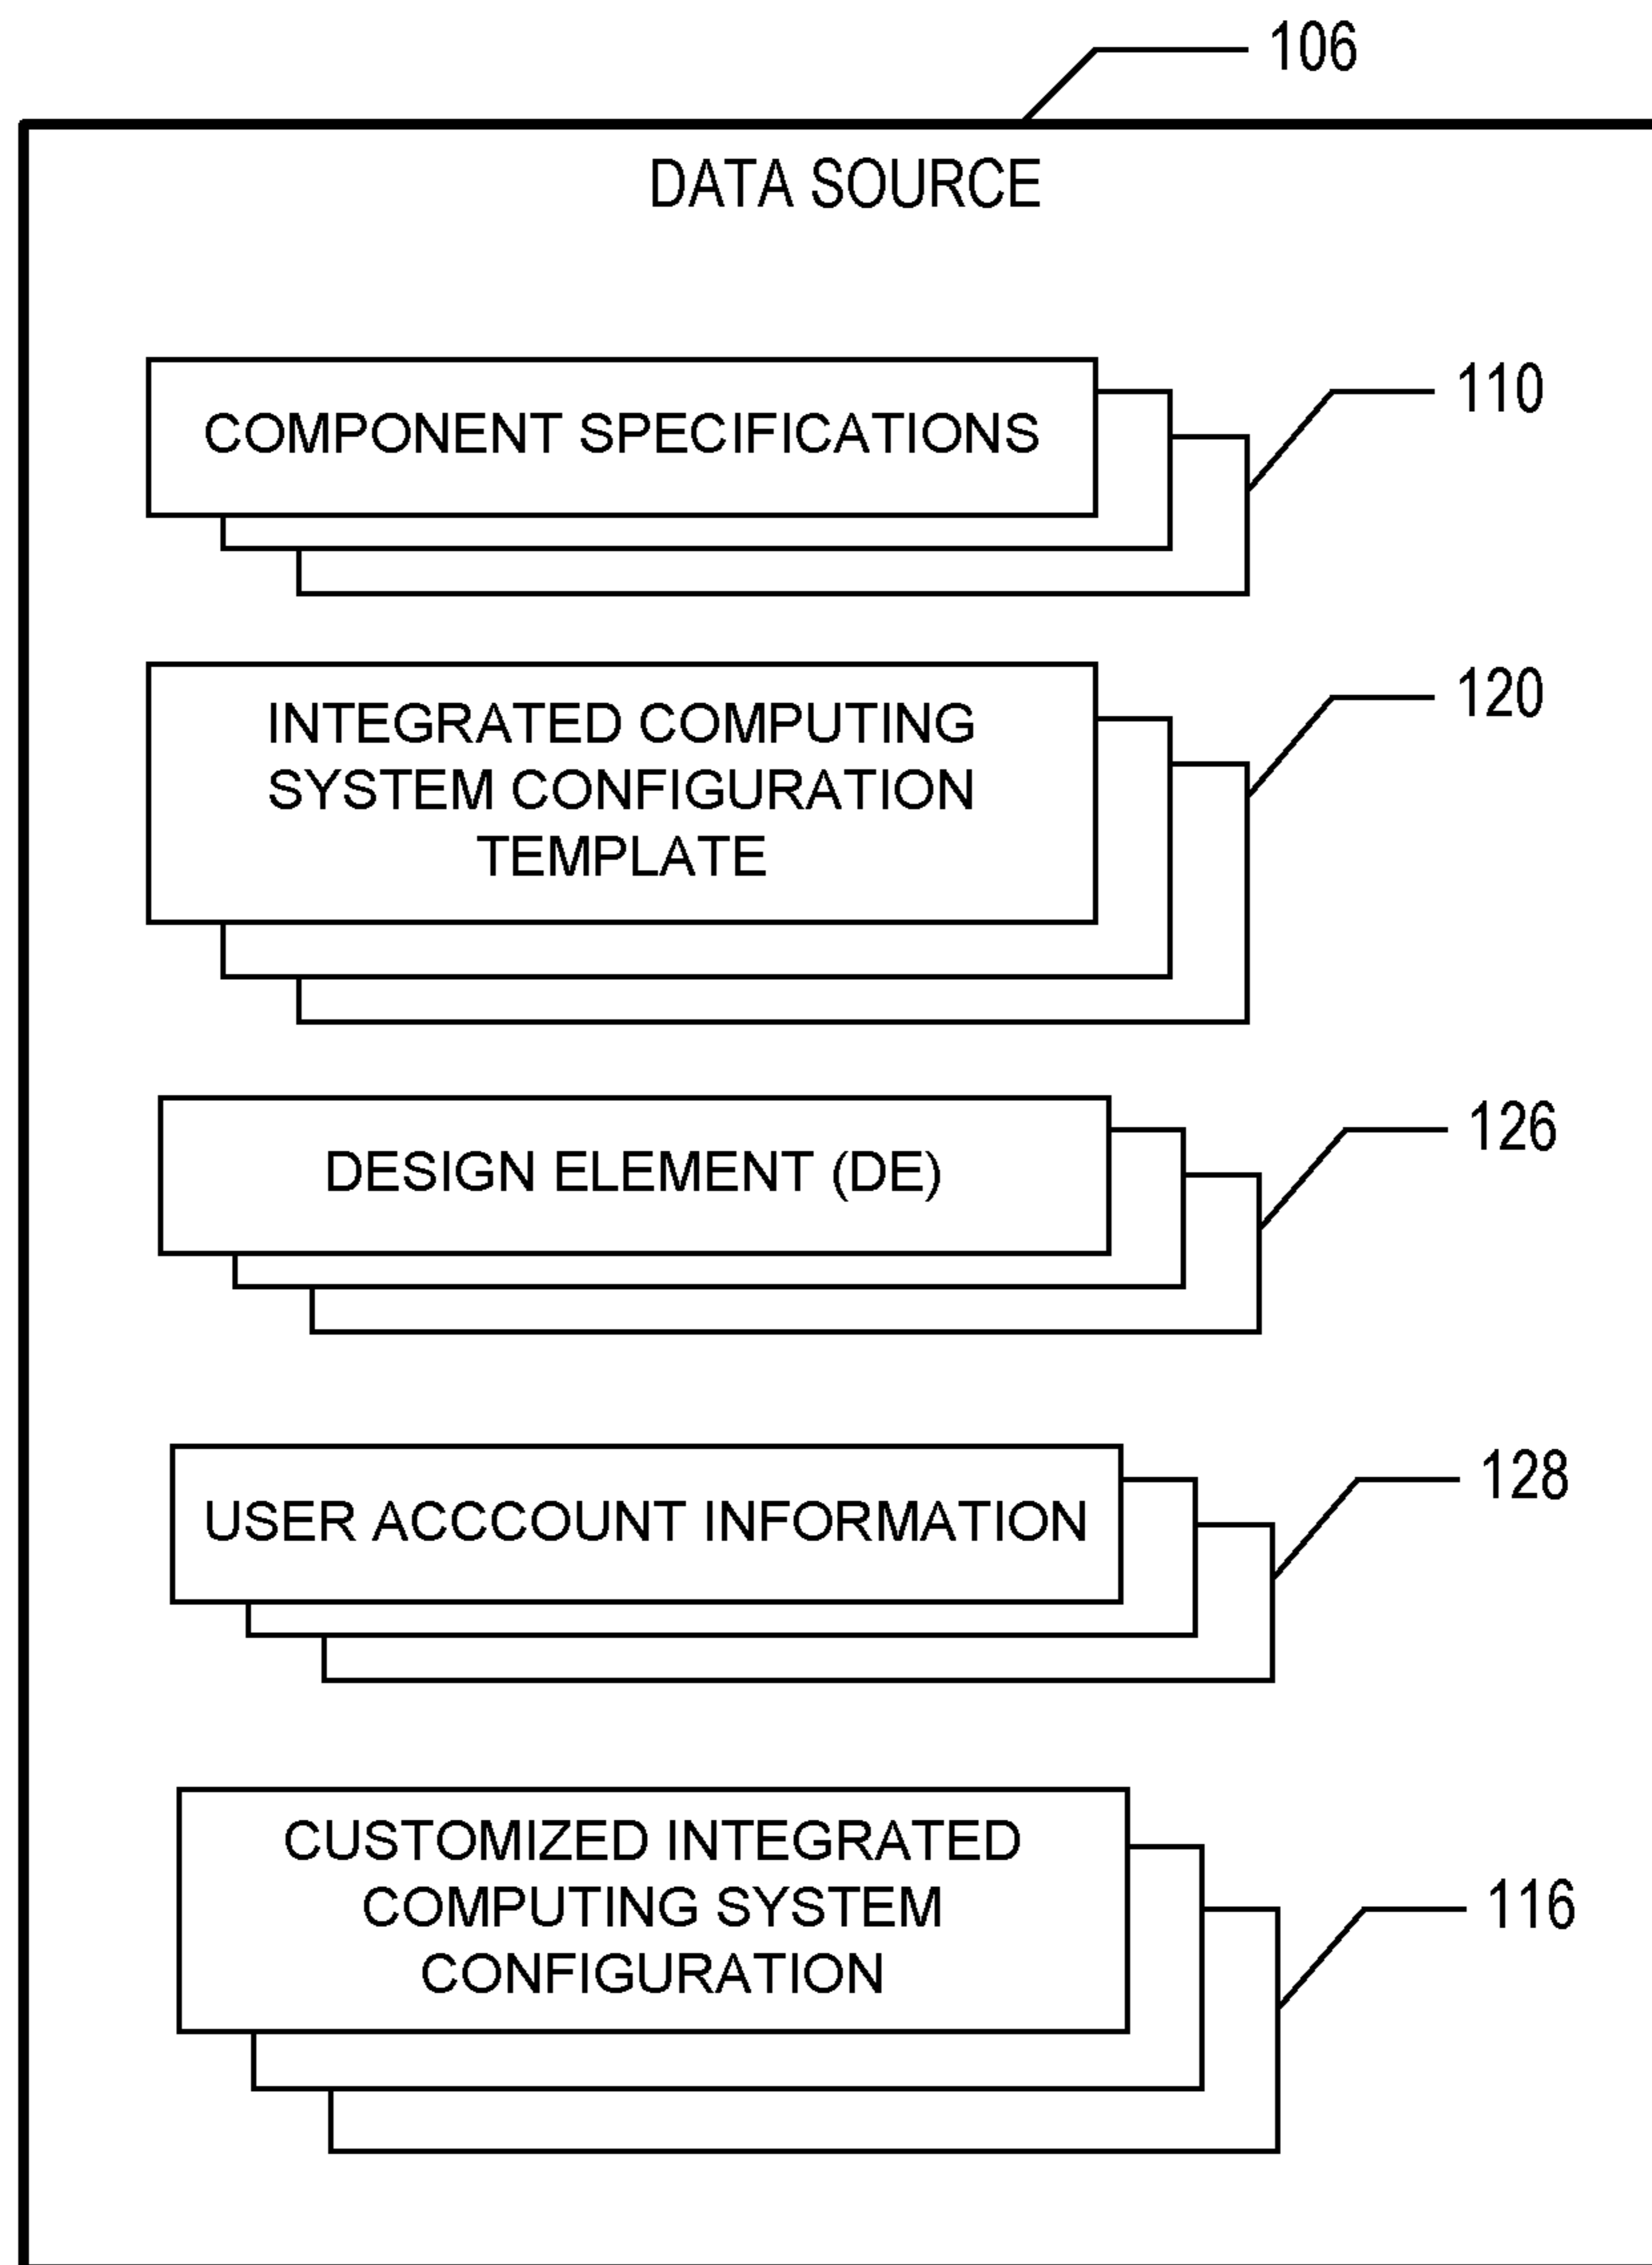 106
DATA SOURCE
COMPONENT SPECIFICATIONS
110
INTEGRATED COMPUTING
SYSTEM CONFIGURATION
TEMPLATE
120
DESIGN ELEMENT (DE)
126
USER ACCCOUNT INFORMATION
128
CUSTOMIZED INTEGRATED
COMPUTING SYSTEM
CONFIGURATION
116